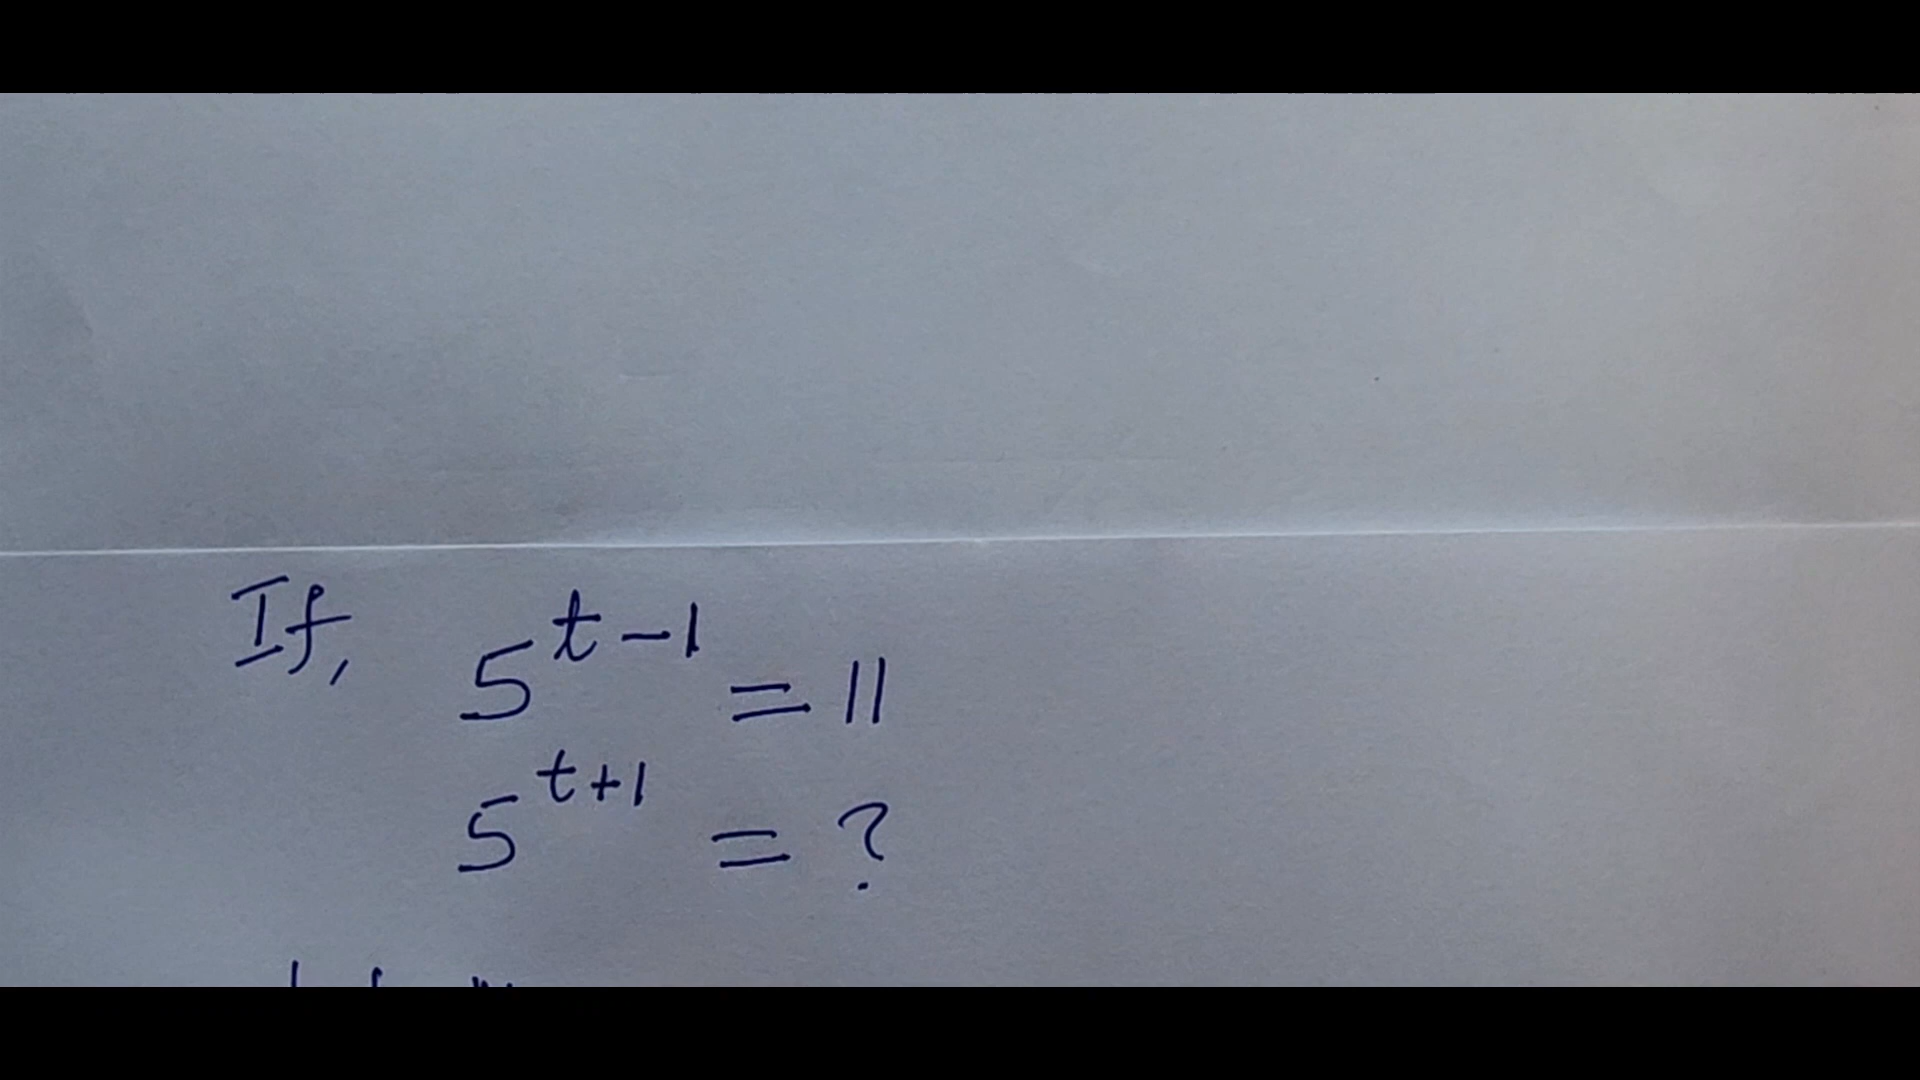 If, 5^{t-1} = 11
5^{t+1} = ?